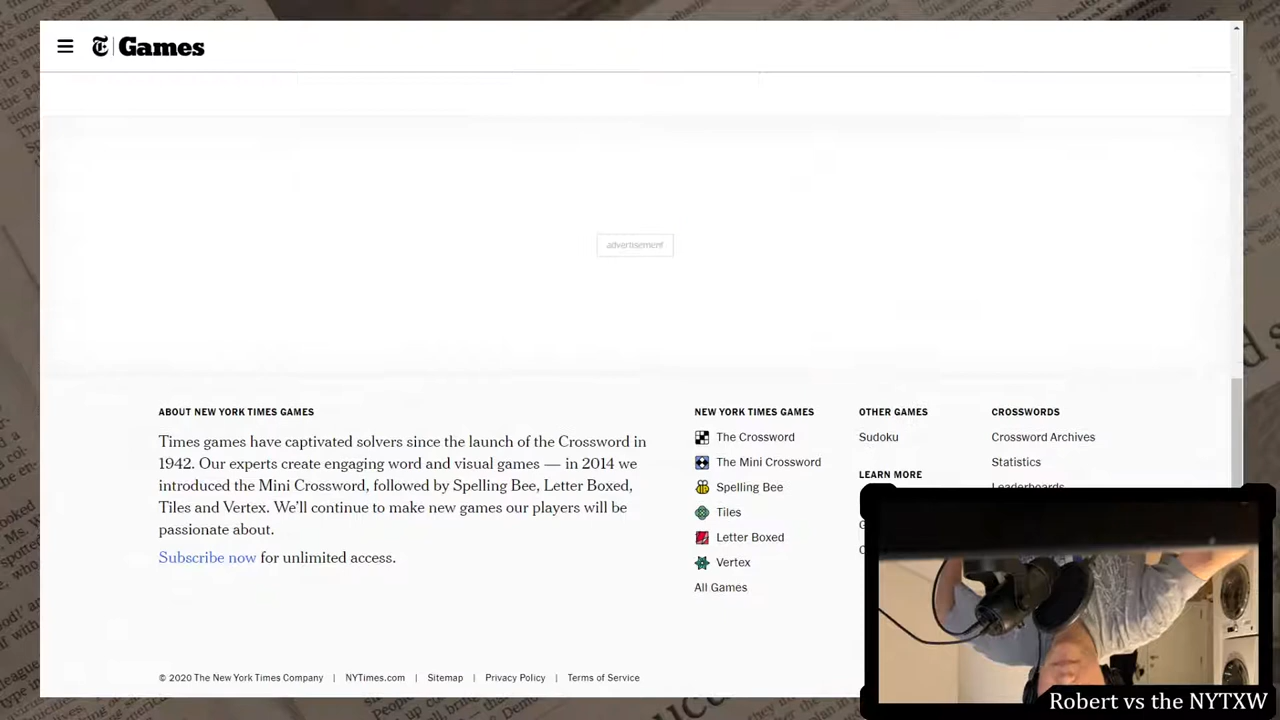 Games
advertisement
ABOUT NEW YORK TIMES GAMES
Times games have captivated solvers since the launch of the Crossword in
1942. Our experts create engaging word and visual games — in 2014 we
introduced the Mini Crossword, followed by Spelling Bee, Letter Boxed,
Tiles and Vertex. We’ll continue to make new games our players will be
passionate about.
Subscribe now for unlimited access.
NEW YORK TIMES GAMES
The Crossword
The Mini Crossword
Spelling Bee
Tiles
Letter Boxed
Vertex
All Games
OTHER GAMES
Sudoku
LEARN MORE
CROSSWORDS
Crossword Archives
Statistics
Leaderboards
© 2020 The New York Times Company | NYTimes.com | Sitemap | Privacy Policy | Terms of Service
Robert vs the NYTXW